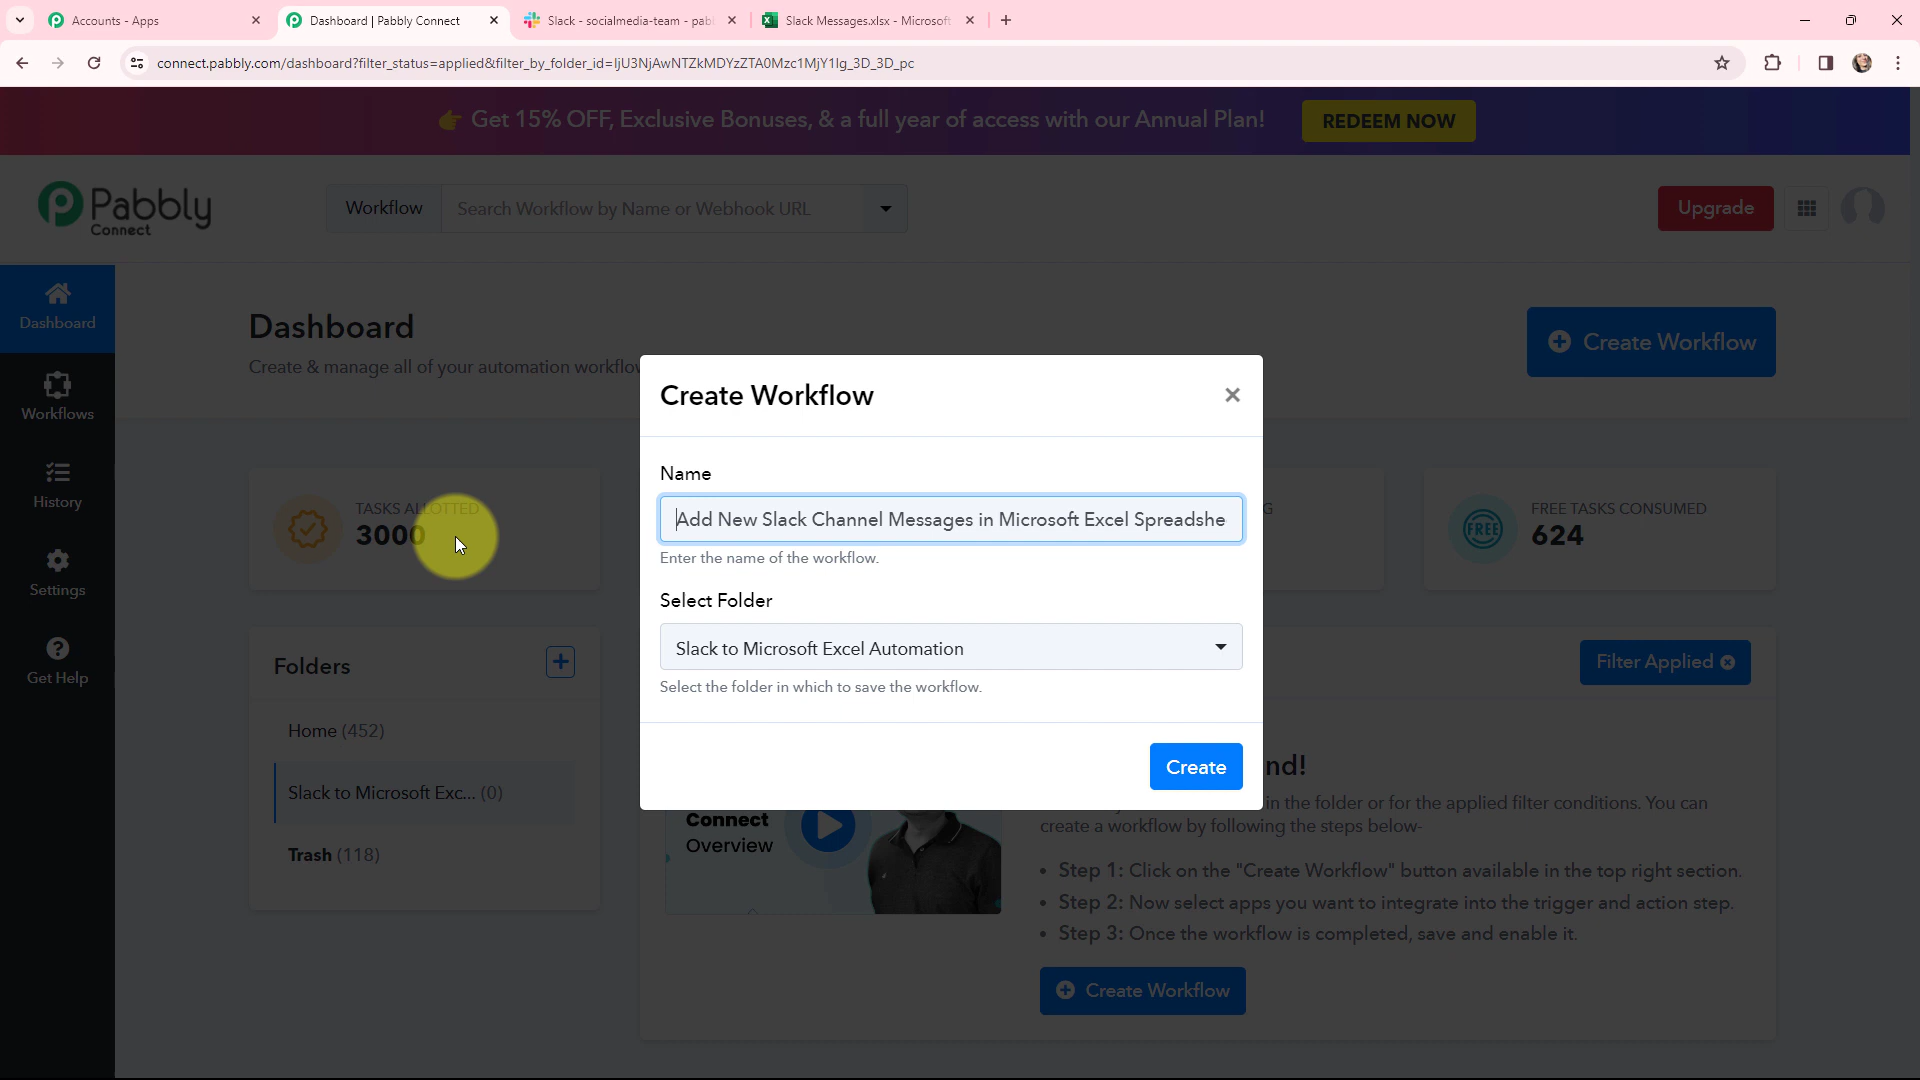 Accounts - Apps
Dashboard | Pabbly Connect
Slack - socialmedia-team - pab
Slack Messages.xlsx - Microsoft
connect.pabbly.com/dashboard?filter_status=applied&filter_by_folder_id=IjU3NjAwNTZkMDYzZTA0Mzc1MjY1Ig_3D_3D_pc
👉 Get 15% OFF, Exclusive Bonuses, & a full year of access with our Annual Plan!
REDEEM NOW
Pabbly
Connect
Workflow
Search Workflow by Name or Webhook URL
Upgrade
Dashboard
Workflows
History
Settings
Get Help
Dashboard
Create & manage all of your automation workflow
Create Workflow
TASKS ALLOTTED
3000
G
FREE TASKS CONSUMED
FREE
624
Create Workflow
Name
Add New Slack Channel Messages in Microsoft Excel Spreadshe
Enter the name of the workflow.
Select Folder
Slack to Microsoft Excel Automation
Select the folder in which to save the workflow.
Create
Folders
Home (452)
Slack to Microsoft Exc... (0)
Trash (118)
Filter Applied
Connect
Overview
nd!
in the folder or for the applied filter conditions. You can
create a workflow by following the steps below-
• Step 1: Click on the "Create Workflow" button available in the top right section.
• Step 2: Now select apps you want to integrate into the trigger and action step.
• Step 3: Once the workflow is completed, save and enable it.
Create Workflow